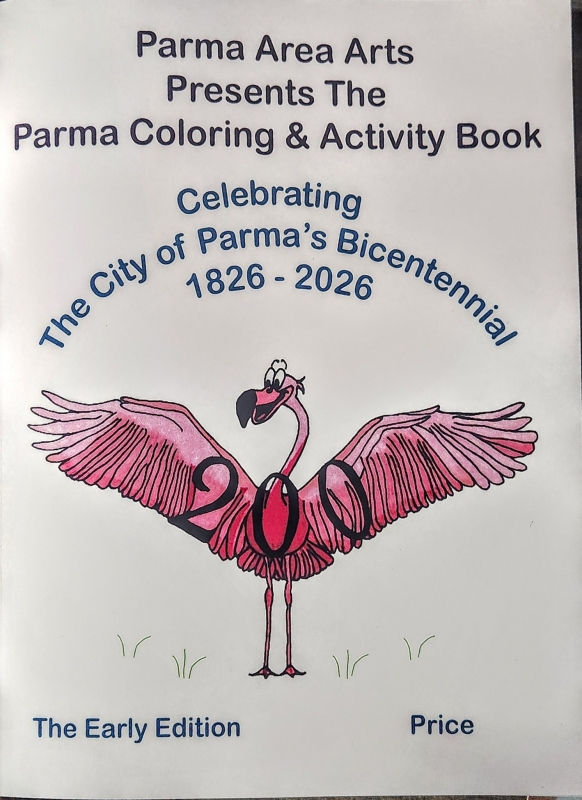 Parma Area Arts
Presents The
Parma Coloring & Activity Book
Celebrating
The City of Parma's Bicentennial
1826 - 2026
200
The Early Edition
Price